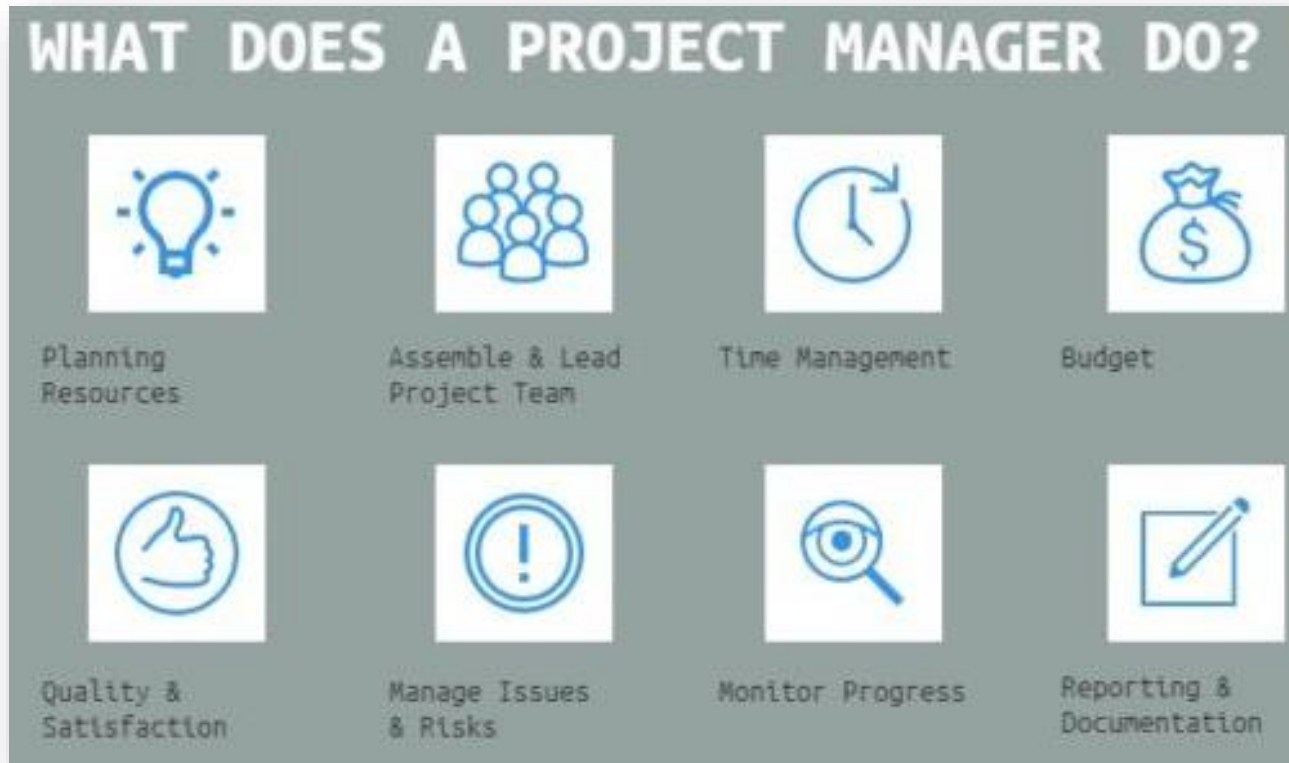 WHAT DOES A PROJECT MANAGER DO?
Planning
Resources
Assemble & Lead
Project Team
Time Management
Budget
$
Quality &
Satisfaction
Manage Issues
& Risks
!
Monitor Progress
Reporting &
Documentation